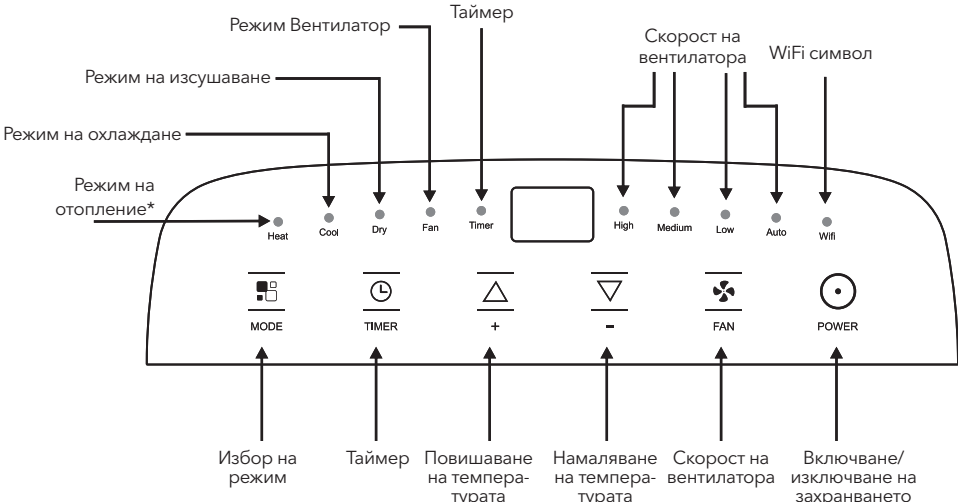 Таймер
Режим Вентилатор
Скорост на
вентилатора
WiFi символ
Режим на изсушаване
Режим на охлаждане
Режим на
отопление*
Heat
Cool
Dry
Fan
Timer
High
Medium
Low
Auto
Wifi
MODE
TIMER
+
-
FAN
POWER
Избор на
режим
Таймер
Повишаване
на темпера-
турата
Намаляване
на темпера-
турата
Скорост на
вентилатора
Включване/
изключване на
захранването